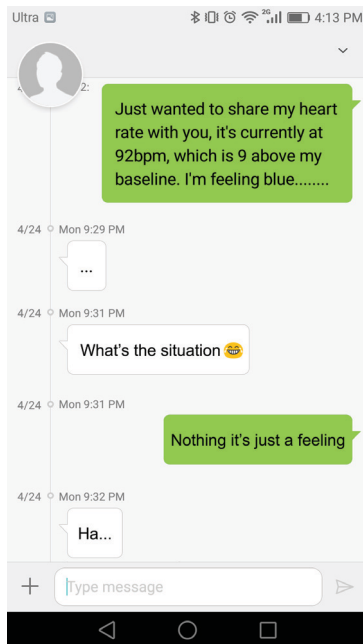 Ultra
2G 4:13 PM
2:
Just wanted to share my heart
rate with you, it's currently at
92bpm, which is 9 above my
baseline. I'm feeling blue........
4/24 Mon 9:29 PM
...
4/24 Mon 9:31 PM
What's the situation 😂
4/24 Mon 9:31 PM
Nothing it's just a feeling
4/24 Mon 9:32 PM
Ha...
Type message